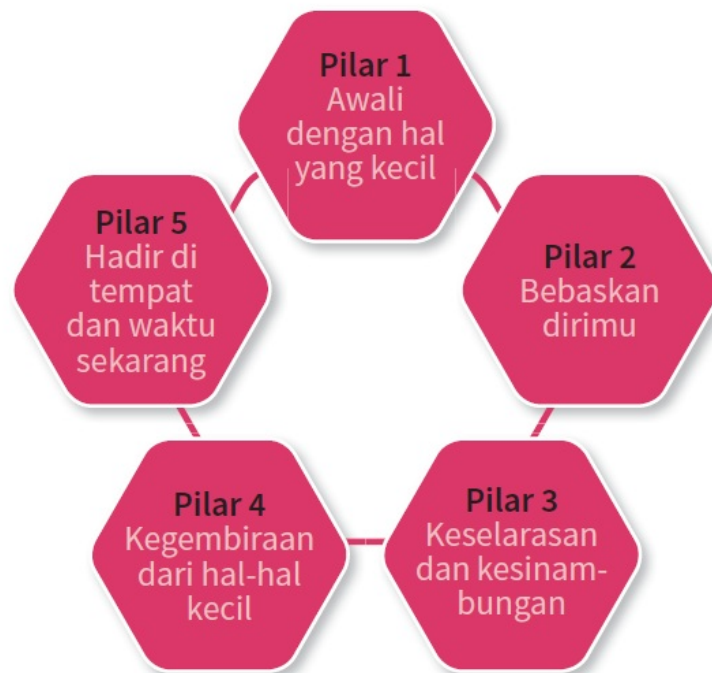 Pilar 1
Awali
dengan hal
yang kecil
Pilar 2
Bebaskan
dirimu
Pilar 3
Keselarasan
dan kesinam-
bungan
Pilar 4
Kegembiraan
dari hal-hal
kecil
Pilar 5
Hadir di
tempat
dan waktu
sekarang